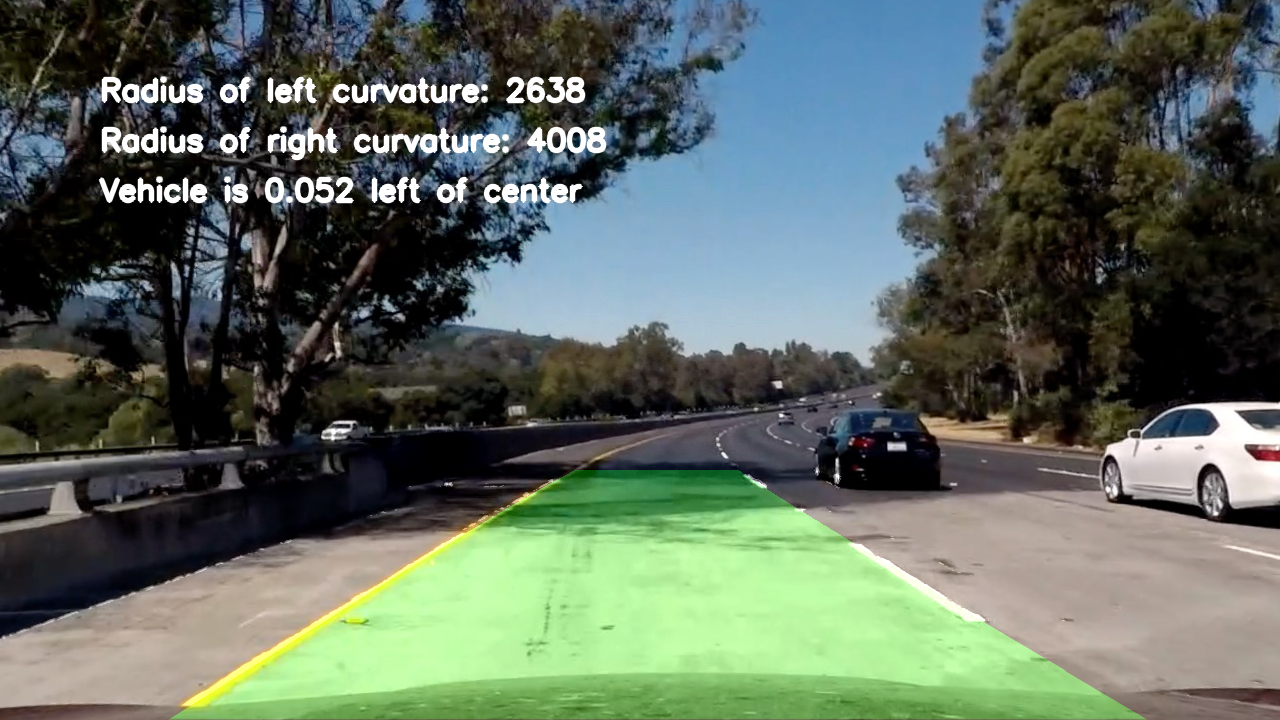 Radius of left curvature: 2638
Radius of right curvature: 4008
Vehicle is 0.052 left of center